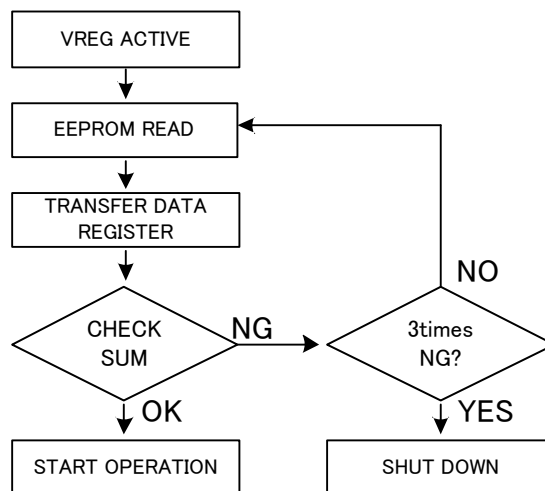 VREG ACTIVE
EEPROM READ
TRANSFER DATA
REGISTER
NO
CHECK
SUM
NG
3times
NG?
OK
YES
START OPERATION
SHUT DOWN